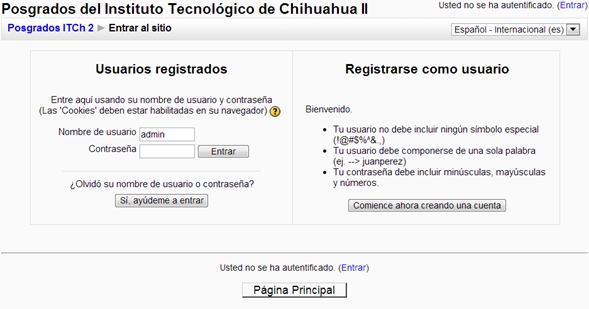 Posgrados del Instituto Tecnológico de Chihuahua II
Usted no se ha autentificado. (Entrar)
Posgrados ITCh 2 ► Entrar al sitio
Español - Internacional (es)
Usuarios registrados
Entre aquí usando su nombre de usuario y contraseña
(Las 'Cookies' deben estar habilitadas en su navegador) ?
Nombre de usuario admin
Contraseña Entrar
¿Olvidó su nombre de usuario o contraseña?
Sí, ayúdeme a entrar
Registrarse como usuario
Bienvenido.
• Tu usuario no debe incluir ningún símbolo especial
(!@#$%^&.,)
• Tu usuario debe componerse de una sola palabra
(ej. --> juanperez)
• Tu contraseña debe incluir minúsculas, mayúsculas
y números.
Comience ahora creando una cuenta
Usted no se ha autentificado. (Entrar)
Página Principal